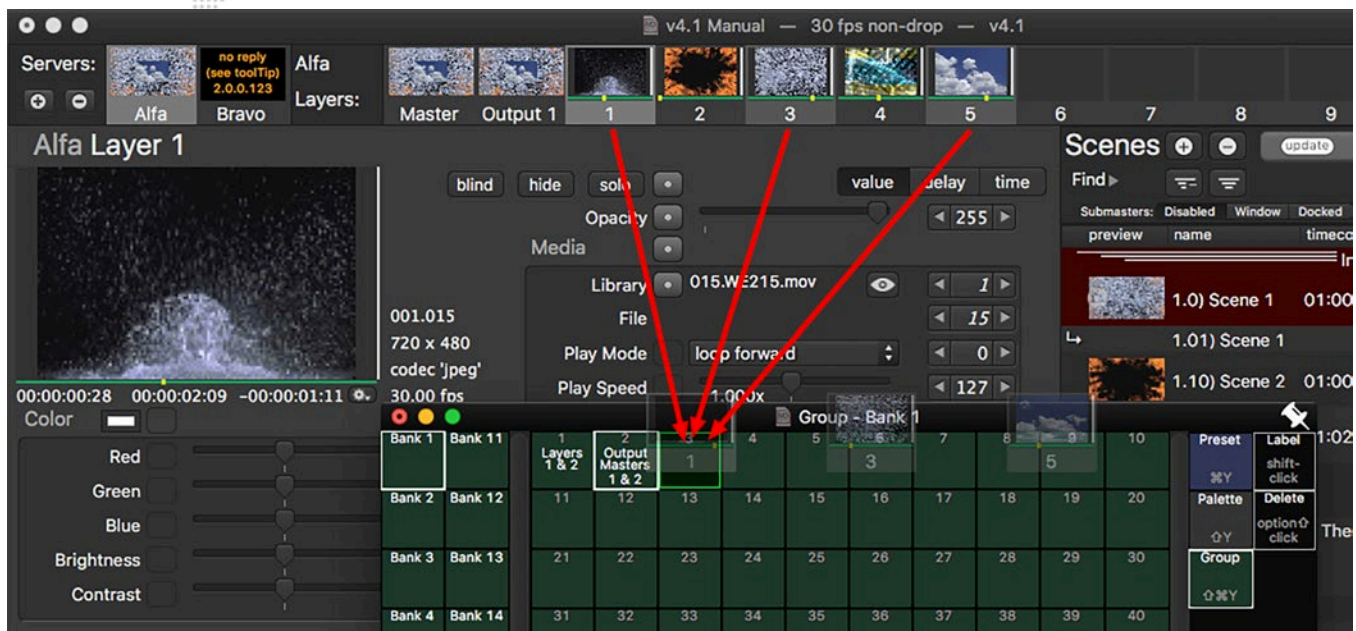 v4.1 Manual — 30 fps non-drop — v4.1
Servers:
no reply
(see toolTip)
2.0.0.123
Alfa
Layers:
Alfa Bravo Master Output 1 1 2 3 4 5 6 7 8 9
Alfa Layer 1
Scenes update
blind hide solo value delay time Find
Opacity 255
Submasters: Disabled Window Docked
Media
preview name timecc
Library 015.WE215.mov 1
1.0) Scene 1 01:00
001.015
File 15
720 x 480
1.01) Scene 1
Play Mode loop forward 0
codec 'jpeg'
1.10) Scene 2 01:00
Play Speed 1.000x 127
00:00:00:28 00:00:02:09 -00:00:01:11 30.00 fps
Color
Group - Bank 1
Bank 1 Bank 11 1 2 3 4 5 6 7 8 9 10 Preset Label 1:02
Layers
1 & 2
Output
Masters
1 & 2
1 3 5
⌘Y
shift-
click
Red
Green
Bank 2 Bank 12 11 12 13 14 15 16 17 18 19 20 Palette Delete
⇧Y
option⇧
click
The
Blue
Brightness
Bank 3 Bank 13 21 22 23 24 25 26 27 28 29 30 Group
⇧⌘Y
Contrast
Bank 4 Bank 14 31 32 33 34 35 36 37 38 39 40